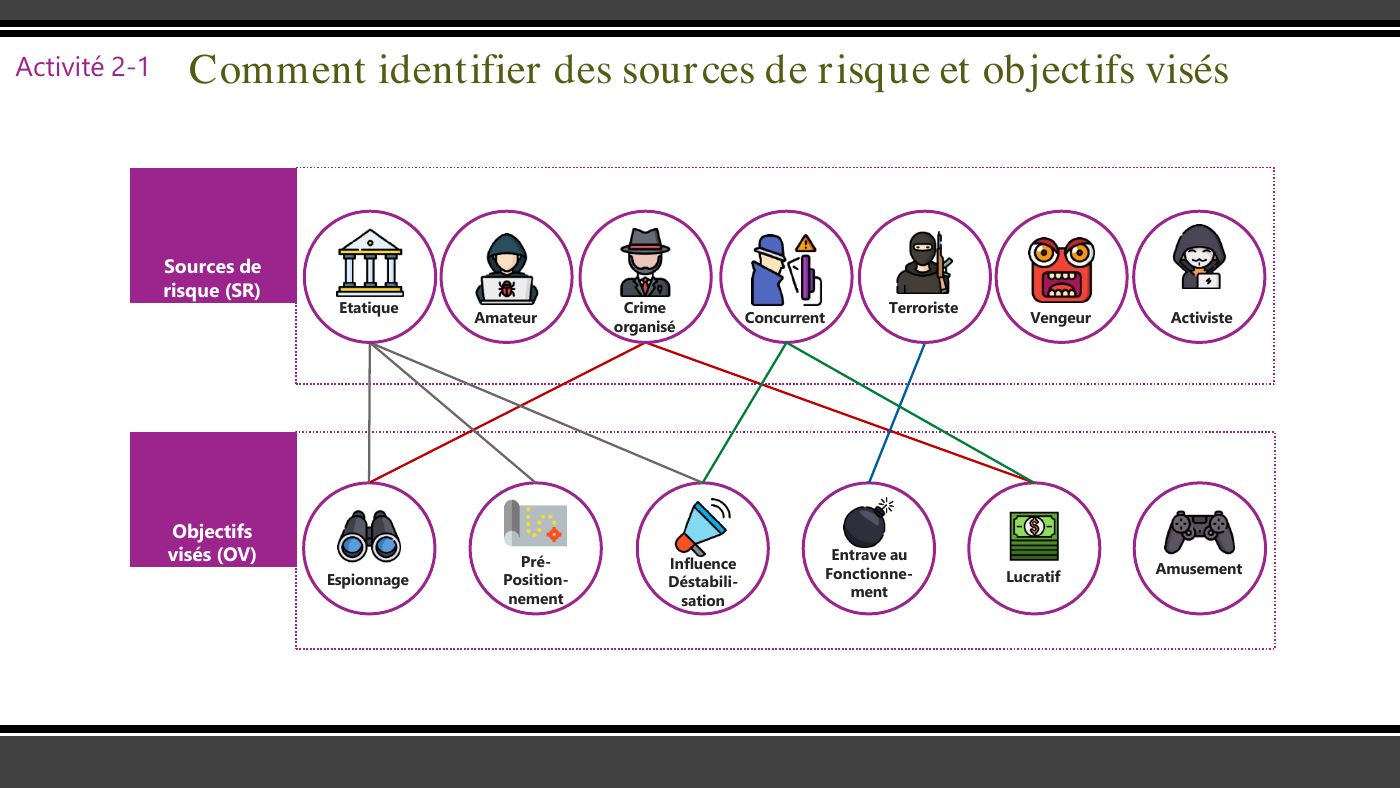 Activité 2-1
Comment identifier des sources de risque et objectifs visés
Sources de
risque (SR)
Etatique
Amateur
Crime
organisé
Concurrent
Terroriste
Vengeur
Activiste
Objectifs
visés (OV)
Espionnage
Pré-
Position-
nement
Influence
Déstabili-
sation
Entrave au
Fonctionne-
ment
Lucratif
Amusement